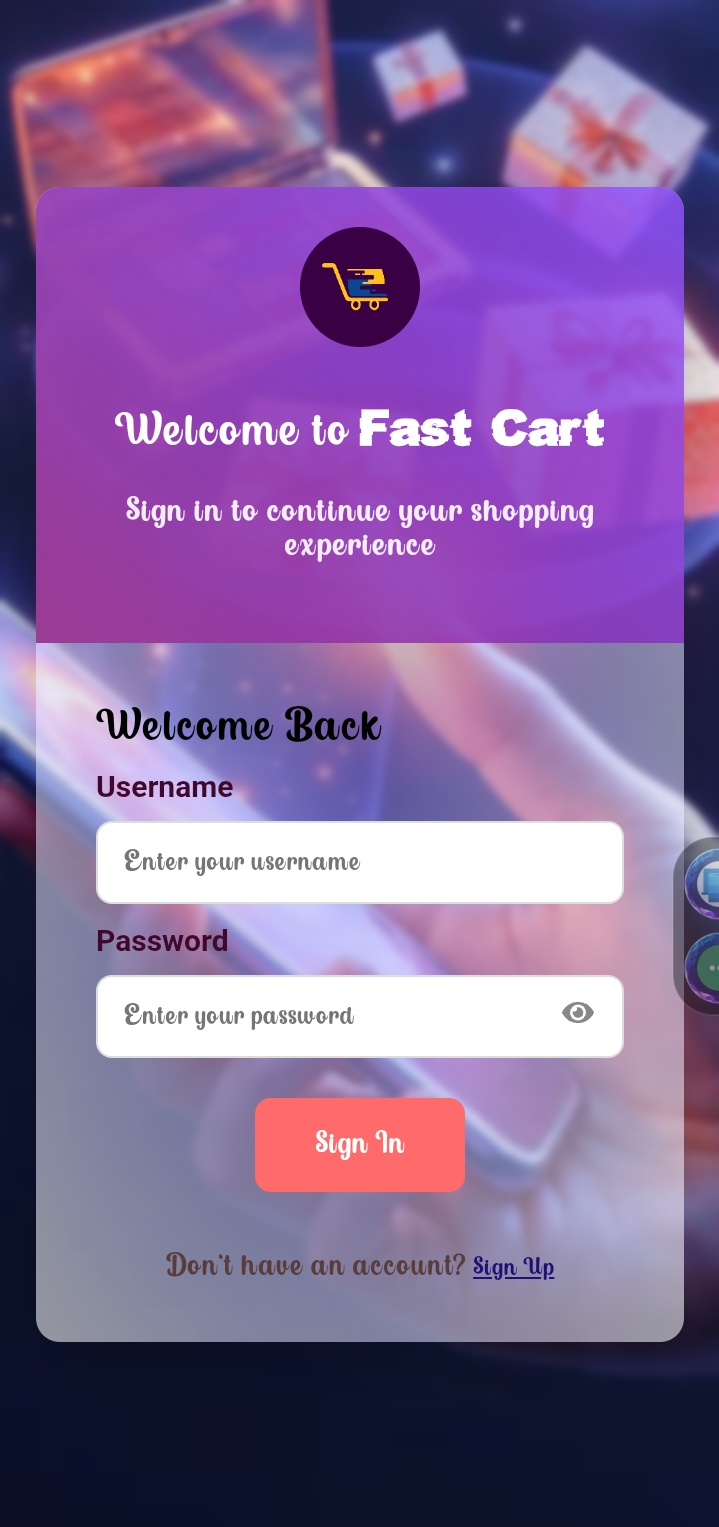 Welcome to Fast Cart
Sign in to continue your shopping
experience
Welcome Back
Username
Enter your username
Password
Enter your password
Sign In
Don't have an account? Sign Up